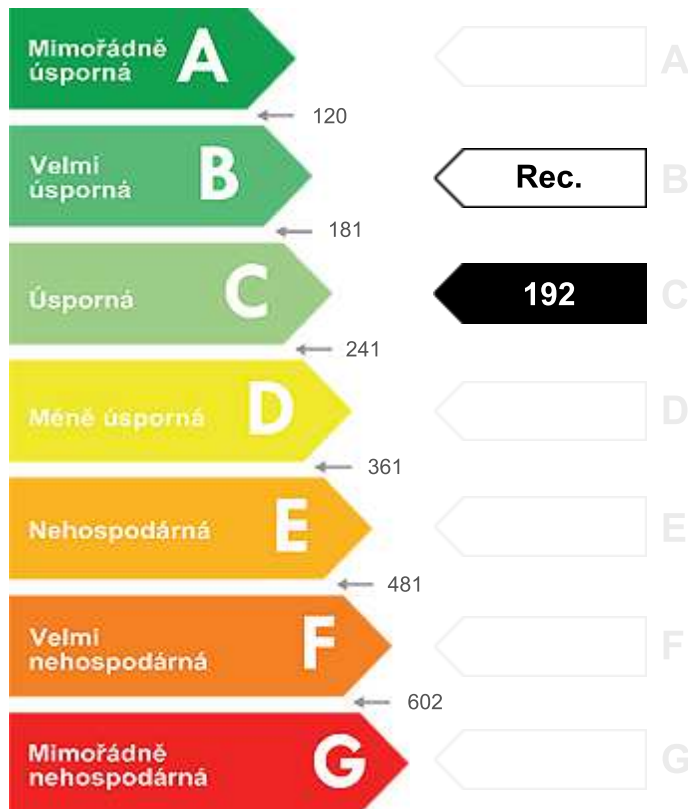 Mimořádně
úsporná
A
A
120
Velmi
úsporná
B
Rec.
B
181
Úsporná
C
192
C
241
Méně úsporná
D
D
361
Nehospodárná
E
E
481
Velmi
nehospodárná
F
F
602
Mimořádně
nehospodárná
G
G